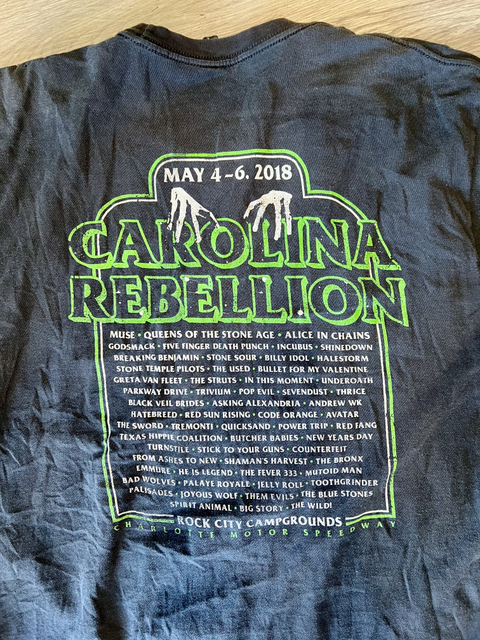 MAY 4-6, 2018
CAROLINA
REBELLION
MUSE • QUEENS OF THE STONE AGE • ALICE IN CHAINS
GODSMACK • FIVE FINGER DEATH PUNCH • INCUBUS • SHINEDOWN
BREAKING BENJAMIN • STONE SOUR • BILLY IDOL • HALESTORM
STONE TEMPLE PILOTS • THE USED • BULLET FOR MY VALENTINE
GRETA VAN FLEET • THE STRUTS • IN THIS MOMENT • UNDEROATH
PARKWAY DRIVE • TRIVIUM • POP EVIL • SEVENDUST • THRICE
BLACK VEIL BRIDES • ASKING ALEXANDRIA • ANDREW WK
HATEBREED • RED SUN RISING • CODE ORANGE • AVATAR
THE SWORD • TREMONTI • QUICKSAND • POWER TRIP • RED FANG
TEXAS HIPPIE COALITION • BUTCHER BABIES • NEW YEARS DAY
TURNSTILE • STICK TO YOUR GUNS • COUNTERFEIT
FROM ASHES TO NEW • SHAMAN'S HARVEST • THE BRONX
EMMURE • HE IS LEGEND • THE FEVER 333 • MUTOID MAN
BAD WOLVES • PALAYE ROYALE • JELLY ROLL • TOOTHGRINDER
PALISADES • JOYOUS WOLF • THEM EVILS • THE BLUE STONES
SPIRIT ANIMAL • BIG STORY • THE WILD!
ROCK CITY CAMPGROUNDS
CHARLOTTE MOTOR SPEEDWAY